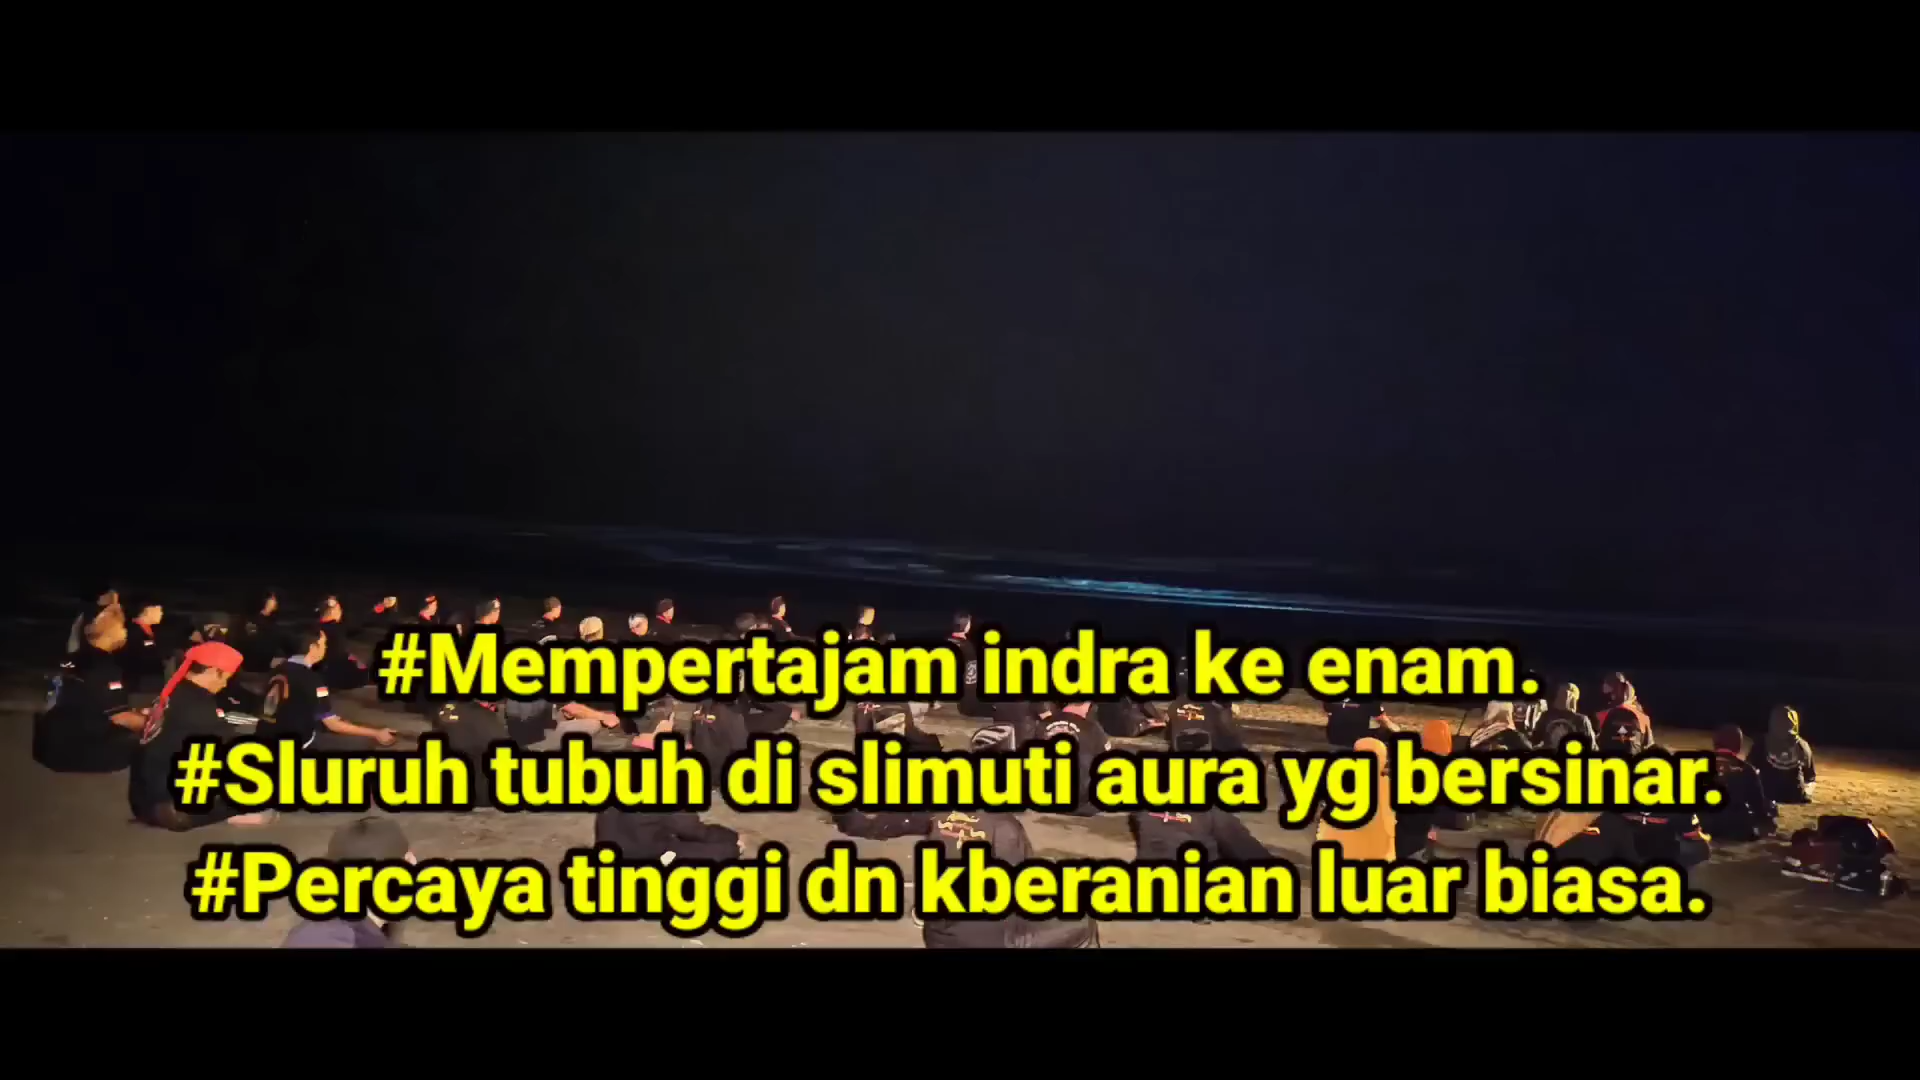 #Mempertajam indra ke enam.
#Sluruh tubuh di slimuti aura yg bersinar.
#Percaya tinggi dn kberanian luar biasa.